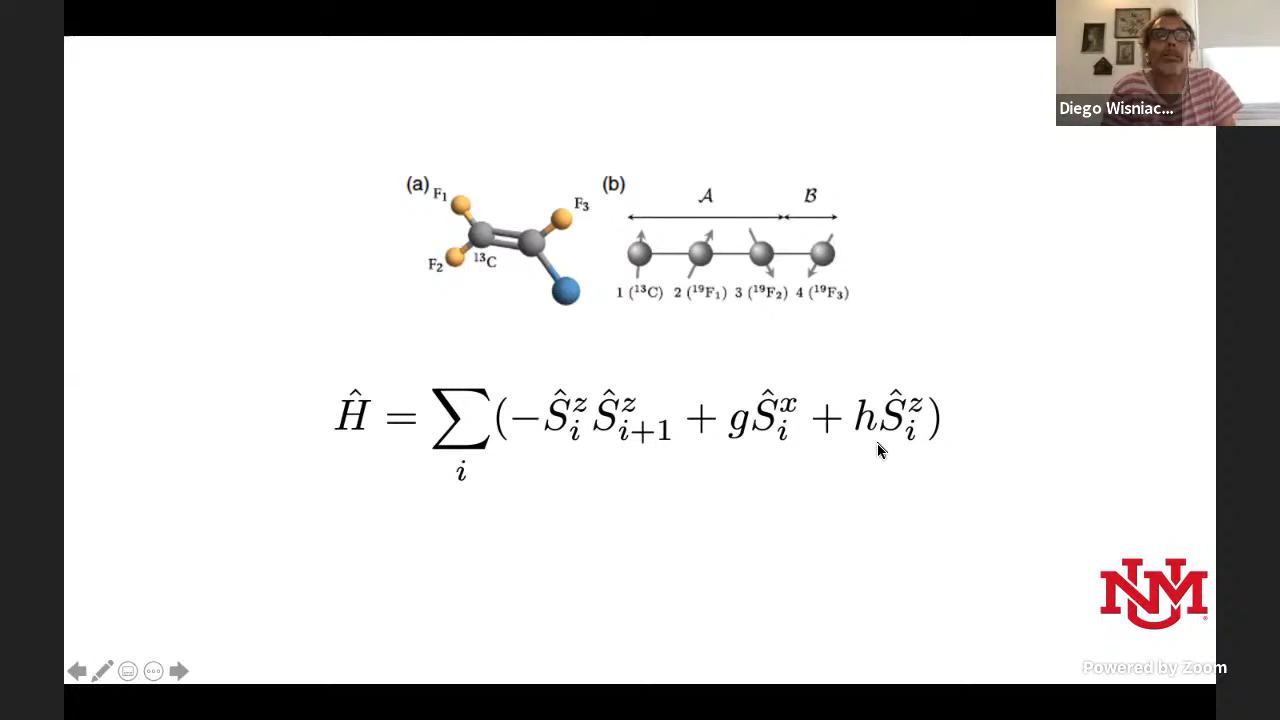 Diego Wisniac...
(a) F₁ F₃ F₂ ¹³C
(b) 𝒜 ℬ
1 (¹³C) 2 (¹⁹F₁) 3 (¹⁹F₂) 4 (¹⁹F₃)
Ĥ = ∑ᵢ (−Ŝᵢᶻ Ŝᵢ₊₁ᶻ + gŜᵢˣ + hŜᵢᶻ)
UNM
Powered by Zoom